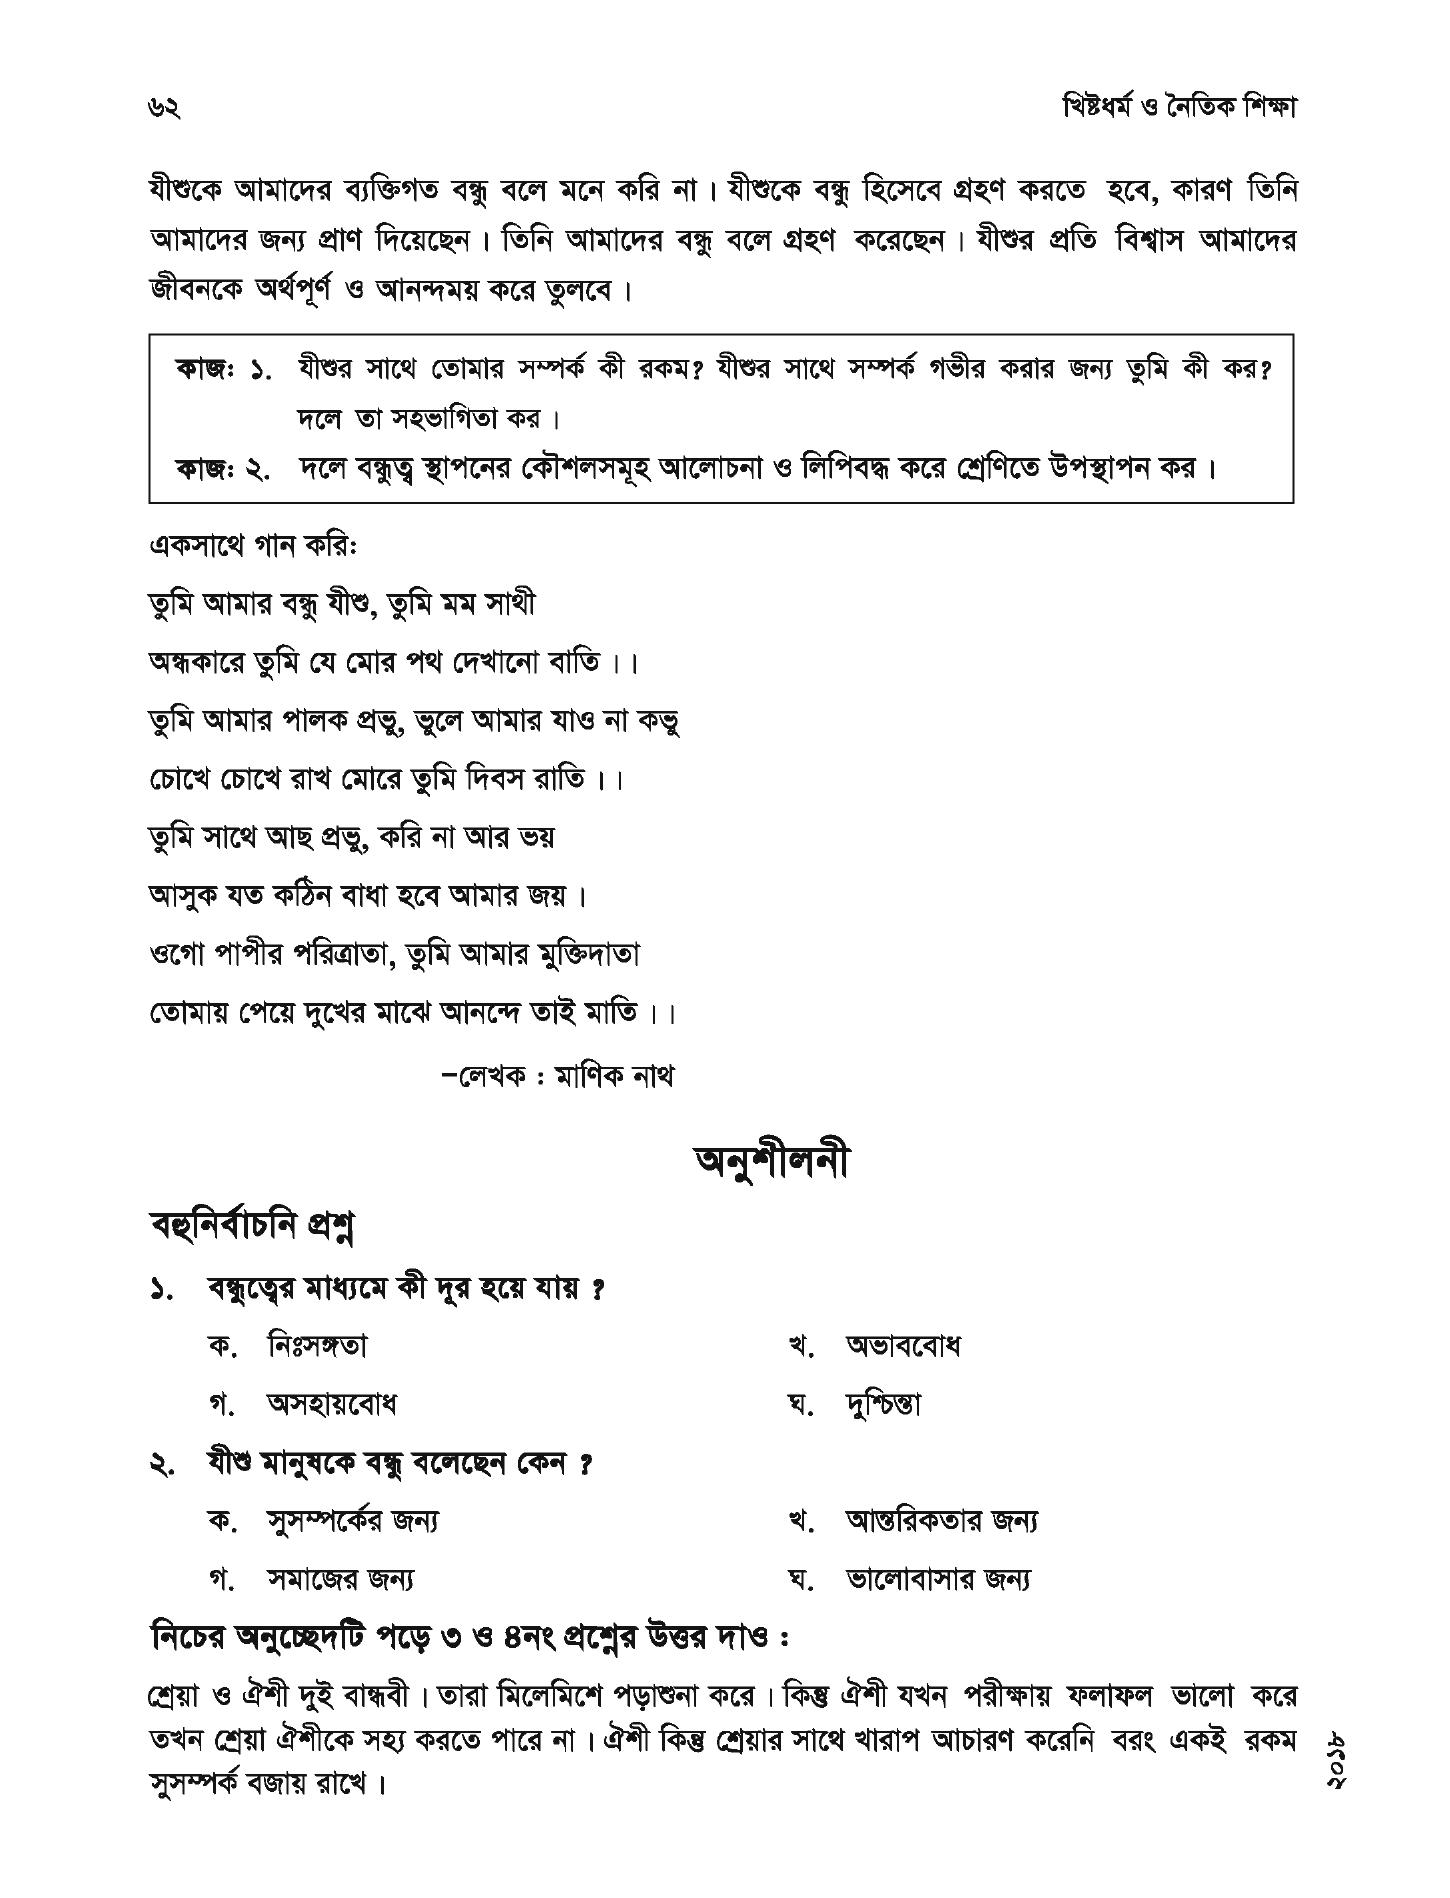 ৬২
খিষ্টধর্ম ও নৈতিক শিক্ষা
যীশুকে আমাদের ব্যক্তিগত বন্ধু বলে মনে করি না। যীশুকে বন্ধু হিসেবে গ্রহণ করতে হবে, কারণ তিনি
আমাদের জন্য প্রাণ দিয়েছেন। তিনি আমাদের বন্ধু বলে গ্রহণ করেছেন। যীশুর প্রতি বিশ্বাস আমাদের
জীবনকে অর্থপূর্ণ ও আনন্দময় করে তুলবে।
কাজ: ১. যীশুর সাথে তোমার সম্পর্ক কী রকম? যীশুর সাথে সম্পর্ক গভীর করার জন্য তুমি কী কর?
দলে তা সহভাগিতা কর।
কাজ: ২. দলে বন্ধুত্ব স্থাপনের কৌশলসমূহ আলোচনা ও লিপিবদ্ধ করে শ্রেণিতে উপস্থাপন কর।
একসাথে গান করি:
তুমি আমার বন্ধু যীশু, তুমি মম সাথী
অন্ধকারে তুমি যে মোর পথ দেখানো বাতি।।
তুমি আমার পালক প্রভু, ভুলে আমার যাও না কভু
চোখে চোখে রাখ মোরে তুমি দিবস রাতি।।
তুমি সাথে আছ প্রভু, করি না আর ভয়
আসুক যত কঠিন বাধা হবে আমার জয়।
ওগো পাপীর পরিত্রাতা, তুমি আমার মুক্তিদাতা
তোমায় পেয়ে দুখের মাঝে আনন্দে তাই মাতি।।
–লেখক : মাণিক নাথ
অনুশীলনী
বহুনির্বাচনি প্রশ্ন
১. বন্ধুত্বের মাধ্যমে কী দূর হয়ে যায় ?
ক. নিঃসঙ্গতা খ. অভাববোধ
গ. অসহায়বোধ ঘ. দুশ্চিন্তা
২. যীশু মানুষকে বন্ধু বলেছেন কেন ?
ক. সুসম্পর্কের জন্য খ. আন্তরিকতার জন্য
গ. সমাজের জন্য ঘ. ভালোবাসার জন্য
নিচের অনুচ্ছেদটি পড়ে ৩ ও ৪নং প্রশ্নের উত্তর দাও :
শ্রেয়া ও ঐশী দুই বান্ধবী। তারা মিলেমিশে পড়াশুনা করে। কিন্তু ঐশী যখন পরীক্ষায় ফলাফল ভালো করে
তখন শ্রেয়া ঐশীকে সহ্য করতে পারে না। ঐশী কিন্তু শ্রেয়ার সাথে খারাপ আচারণ করেনি বরং একই রকম
সুসম্পর্ক বজায় রাখে।
২০১৮